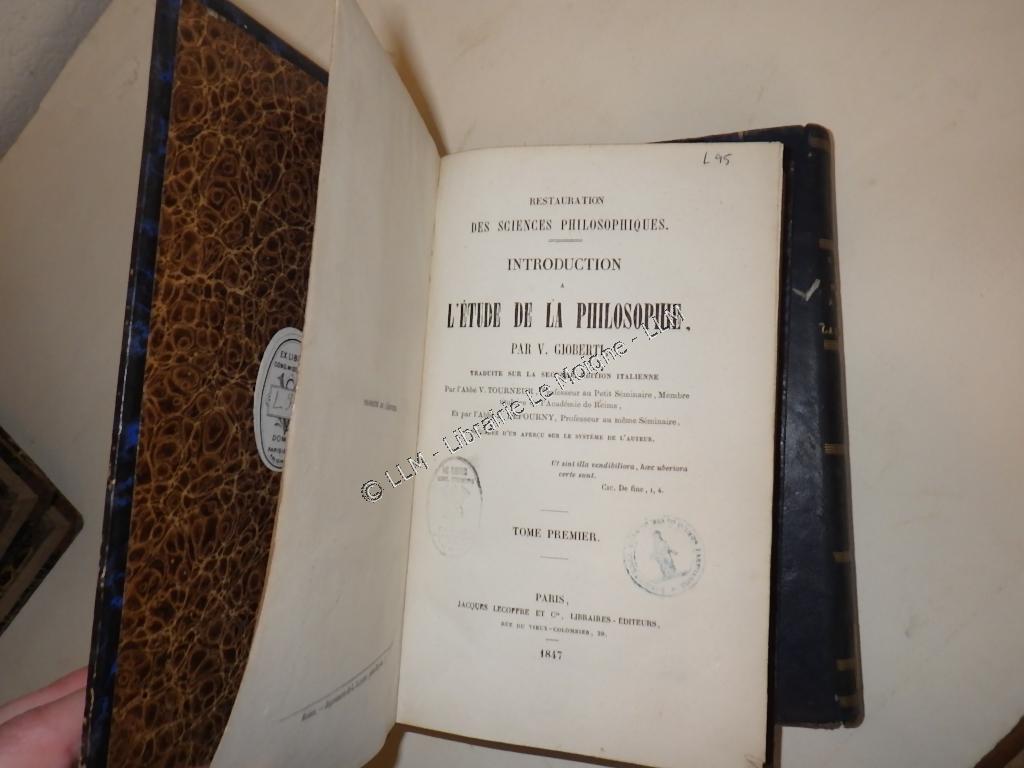 L 95
RESTAURATION
DES SCIENCES PHILOSOPHIQUES.
INTRODUCTION
A
L'ÉTUDE DE LA PHILOSOPHIE,
PAR V. GIOBERTI
TRADUITE SUR LA SECONDE ÉDITION ITALIENNE
Par l'Abbé V. TOURNEUR, Professeur au Petit Séminaire, Membre
de l'Académie de Reims,
Et par l'Abbé DEFOURNY, Professeur au même Séminaire,
D'UN APERÇU SUR LE SYSTÈME DE L'AUTEUR.
Ut sint illa vendibiliora, hæc uberiora
certe sunt.
CIC. De fine, 1, 4.
TOME PREMIER.
PARIS,
JACQUES LECOFFRE ET Cie, LIBRAIRES-ÉDITEURS,
RUE DU VIEUX-COLOMBIER, 29.
1847
EX LIBR
© LLM - Librairie Le Moigne - LLM